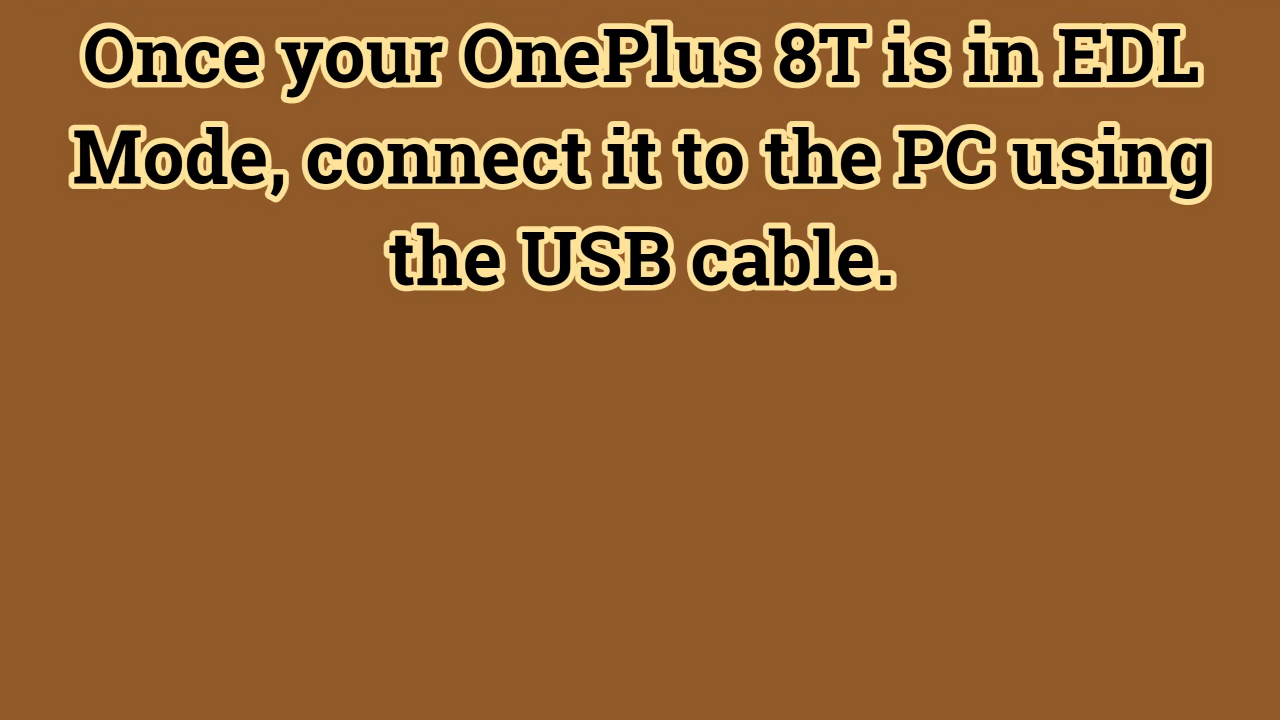 Once your OnePlus 8T is in EDL
Mode, connect it to the PC using
the USB cable.